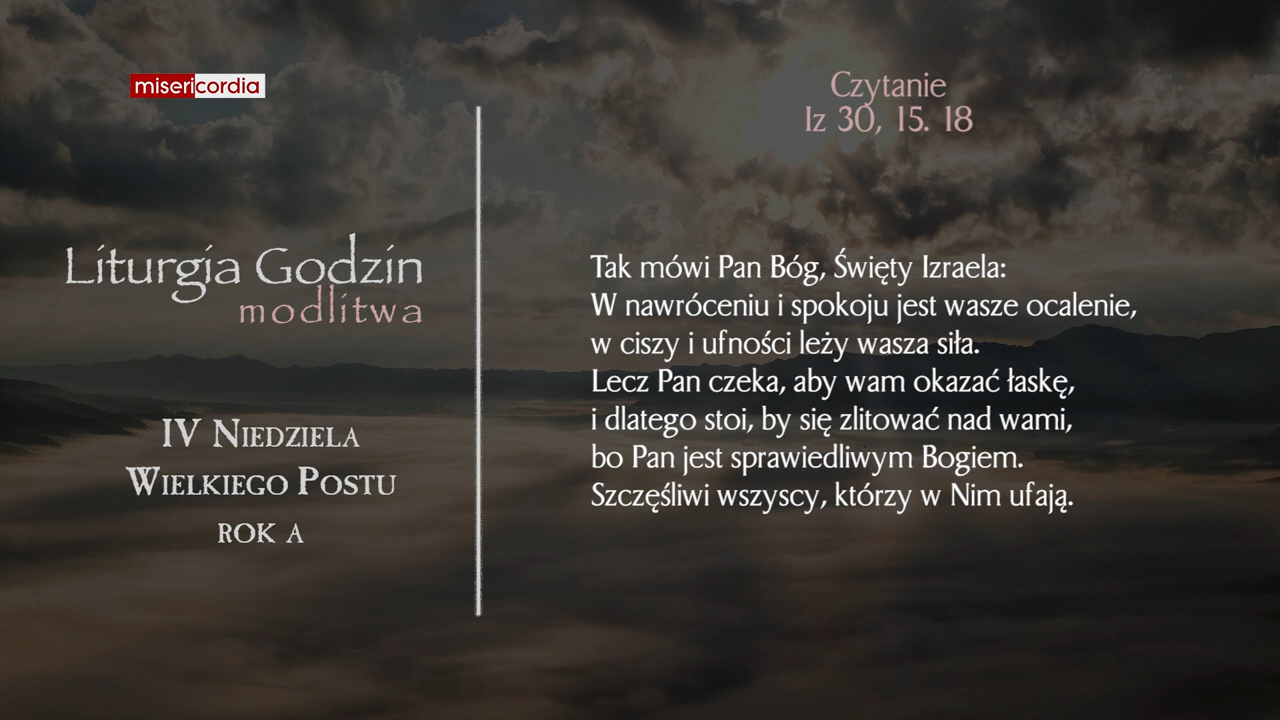 misericordia
Liturgia Godzin
modlitwa
IV Niedziela
Wielkiego Postu
rok A
Czytanie
Iz 30, 15. 18
Tak mówi Pan Bóg, Święty Izraela:
W nawróceniu i spokoju jest wasze ocalenie,
w ciszy i ufności leży wasza siła.
Lecz Pan czeka, aby wam okazać łaskę,
i dlatego stoi, by się zlitować nad wami,
bo Pan jest sprawiedliwym Bogiem.
Szczęśliwi wszyscy, którzy w Nim ufają.